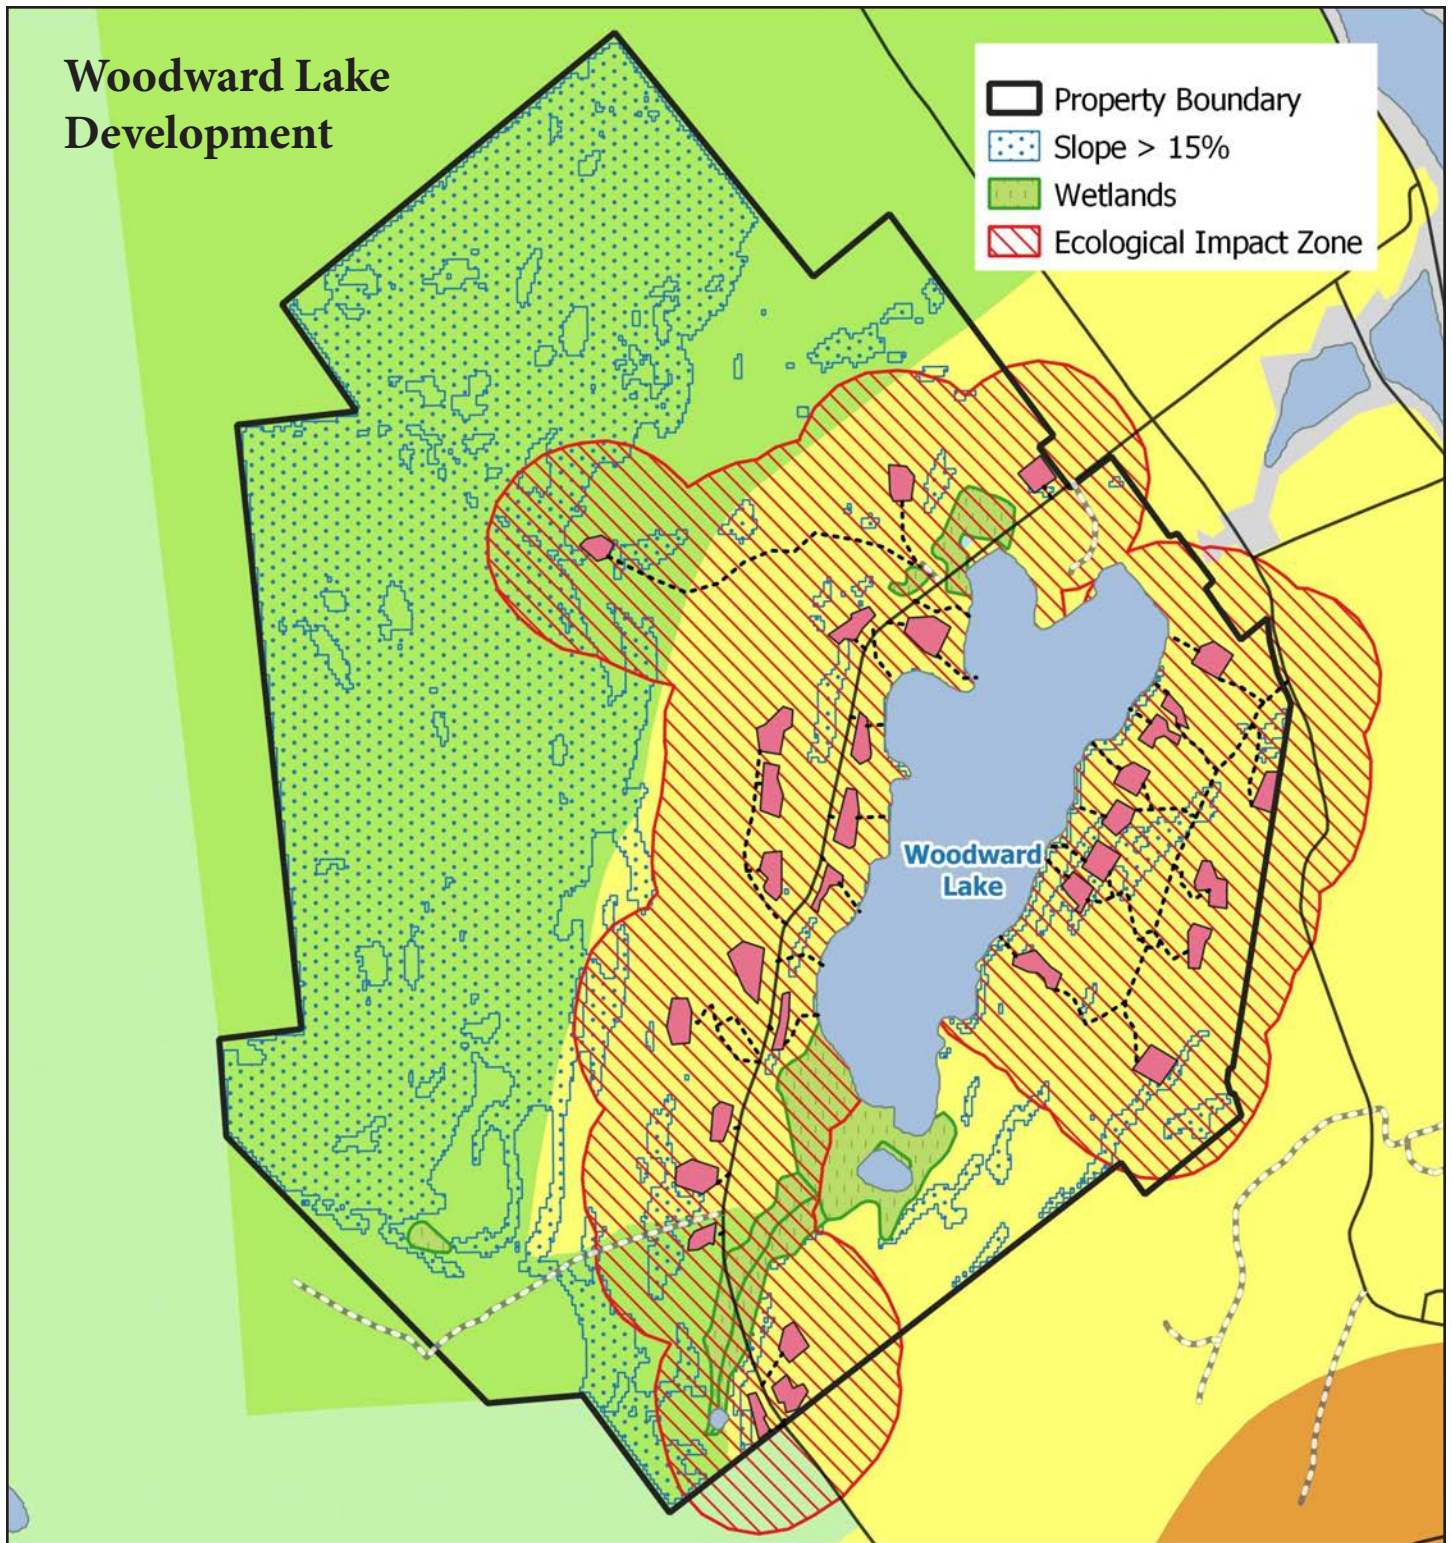 Woodward Lake
Development
Property Boundary
Slope > 15%
Wetlands
Ecological Impact Zone
Woodward
Lake